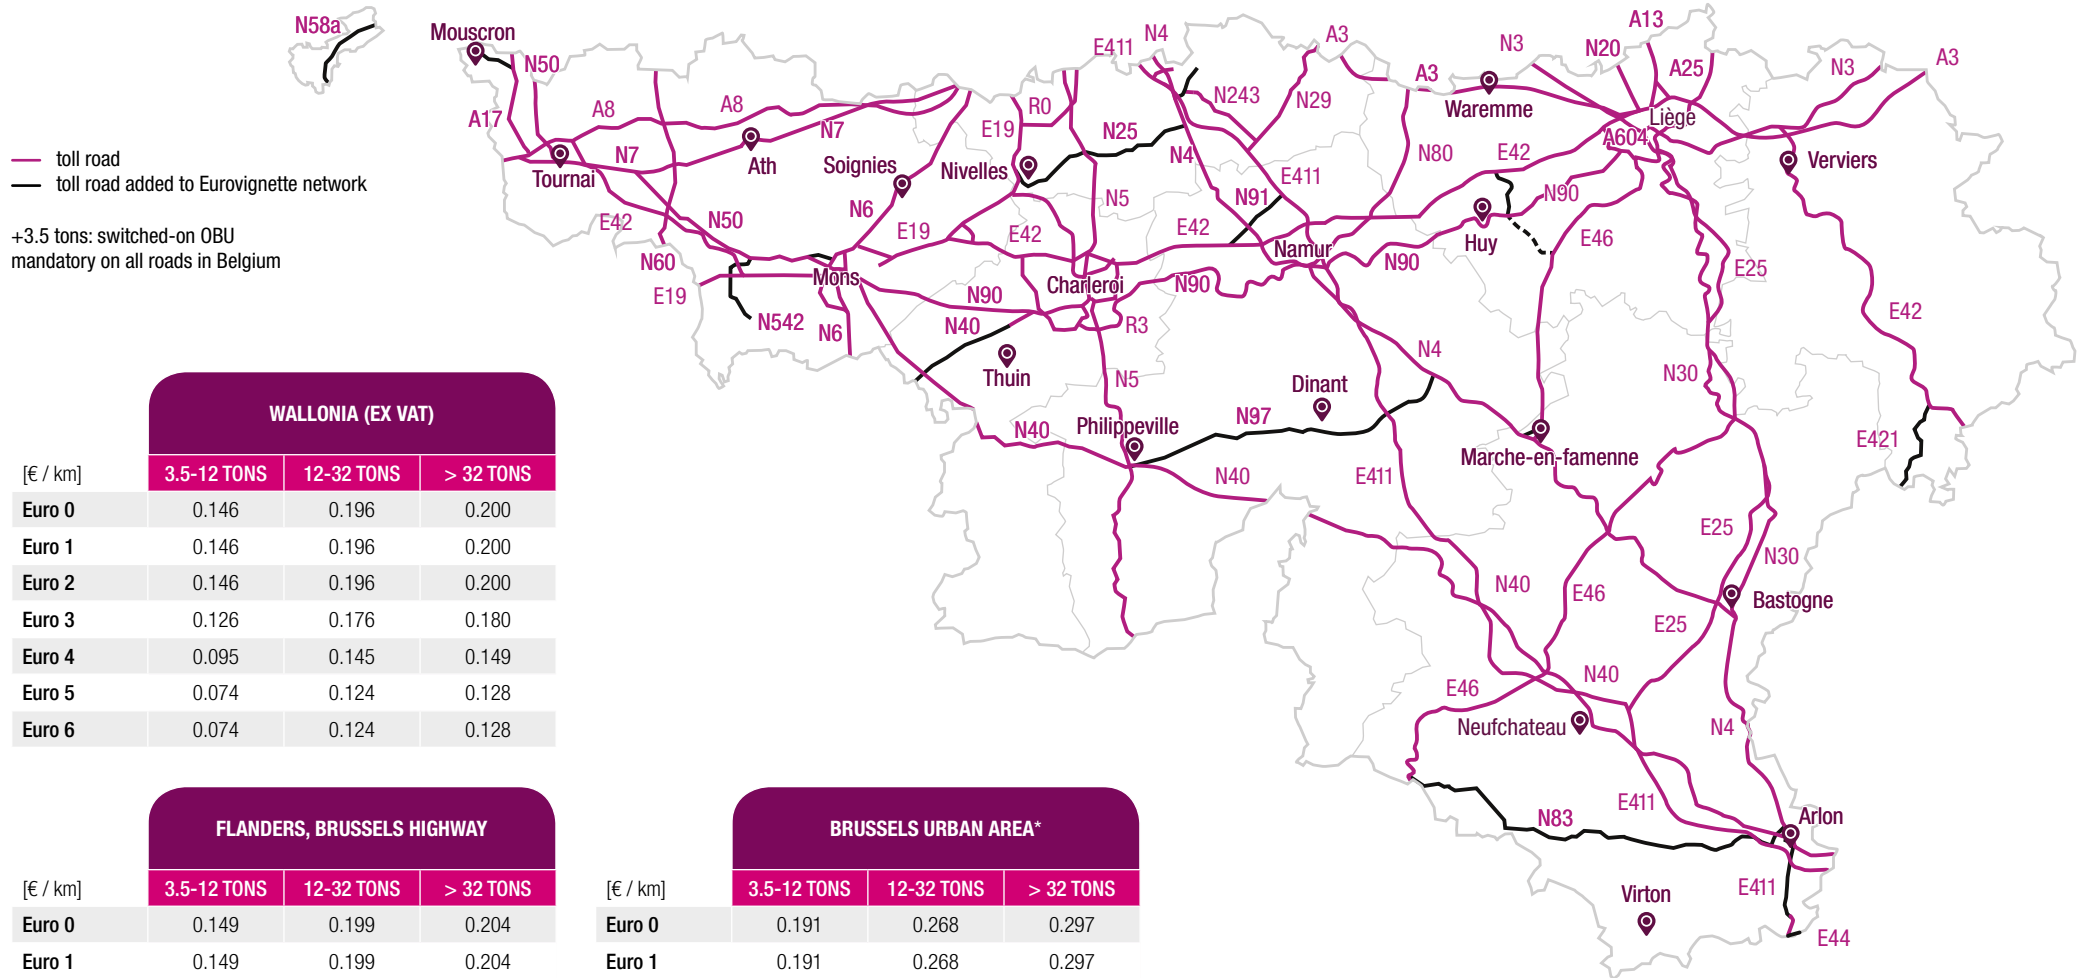 N58a
Mouscron
N50
E411
N4
A3
N3
A13
N20
A25
N3
A3
A17
A8
A8
N7
R0
E19
N25
N243
N29
A3
Waremme
Liège
A604
toll road
toll road added to Eurovignette network
N7
Tournai
Ath
Soignies
Nivelles
N4
N80
E42
Verviers
+3.5 tons: switched-on OBU
mandatory on all roads in Belgium
E42
N50
N6
E19
E42
N5
N91
E411
E42
Namur
N90
Huy
N90
E46
E25
N60
E19
Mons
Charleroi
N90
N30
E42
N542
N6
N90
N40
R3
N4
Thuin
N5
Dinant
N40
Philippeville
N97
Marche-en-famenne
E421
N40
E411
E25
N30
N40
E46
E25
Bastogne
E46
N40
Neufchateau
N4
E411
N83
Arlon
E411
Virton
E44
WALLONIA (EX VAT)
[€ / km] 3.5-12 TONS 12-32 TONS > 32 TONS
Euro 0 0.146 0.196 0.200
Euro 1 0.146 0.196 0.200
Euro 2 0.146 0.196 0.200
Euro 3 0.126 0.176 0.180
Euro 4 0.095 0.145 0.149
Euro 5 0.074 0.124 0.128
Euro 6 0.074 0.124 0.128
FLANDERS, BRUSSELS HIGHWAY
[€ / km] 3.5-12 TONS 12-32 TONS > 32 TONS
Euro 0 0.149 0.199 0.204
Euro 1 0.149 0.199 0.204
BRUSSELS URBAN AREA*
[€ / km] 3.5-12 TONS 12-32 TONS > 32 TONS
Euro 0 0.191 0.268 0.297
Euro 1 0.191 0.268 0.297